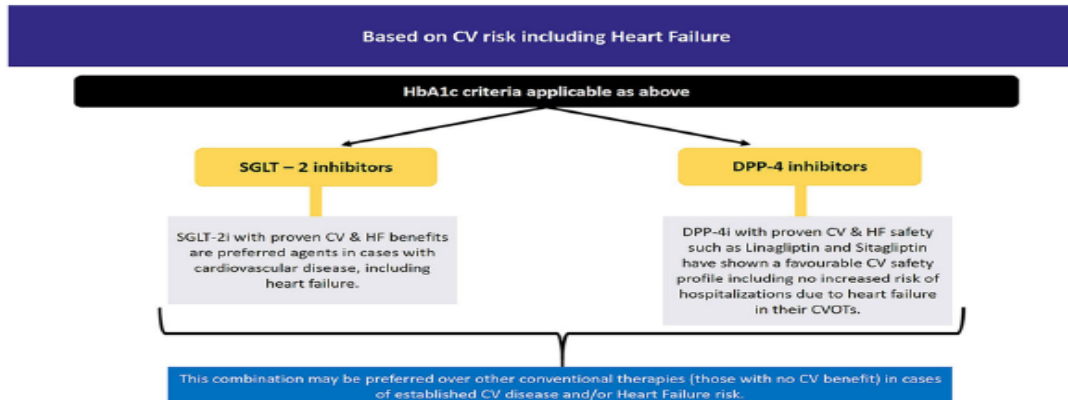 Based on CV risk including Heart Failure
HbA1c criteria applicable as above
SGLT – 2 inhibitors
SGLT-2i with proven CV & HF benefits
are preferred agents in cases with
cardiovascular disease, including
heart failure.
DPP-4 inhibitors
DPP-4i with proven CV & HF safety
such as Linagliptin and Sitagliptin
have shown a favourable CV safety
profile including no increased risk of
hospitalizations due to heart failure
in their CVOTs.
This combination may be preferred over other conventional therapies (those with no CV benefit) in cases
of established CV disease and/or Heart Failure risk.